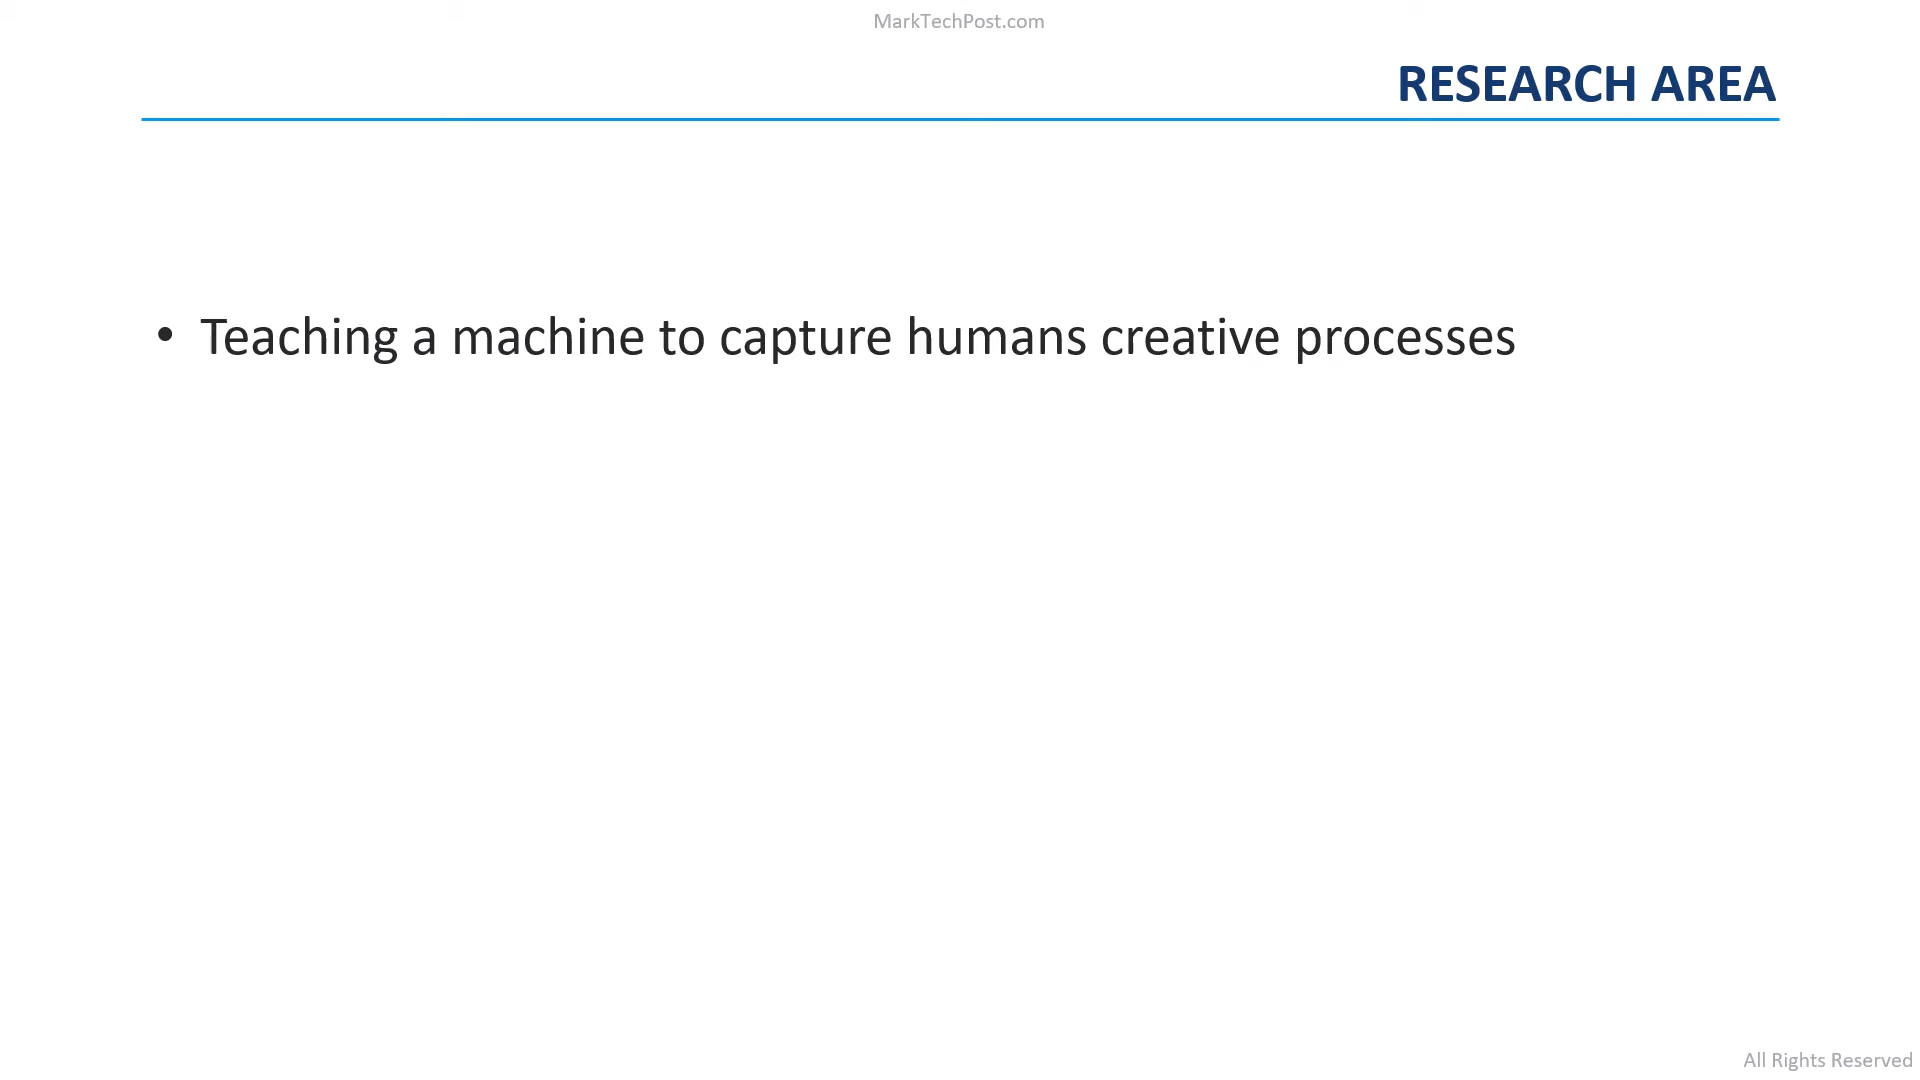 MarkTechPost.com
RESEARCH AREA
• Teaching a machine to capture humans creative processes
All Rights Reserved